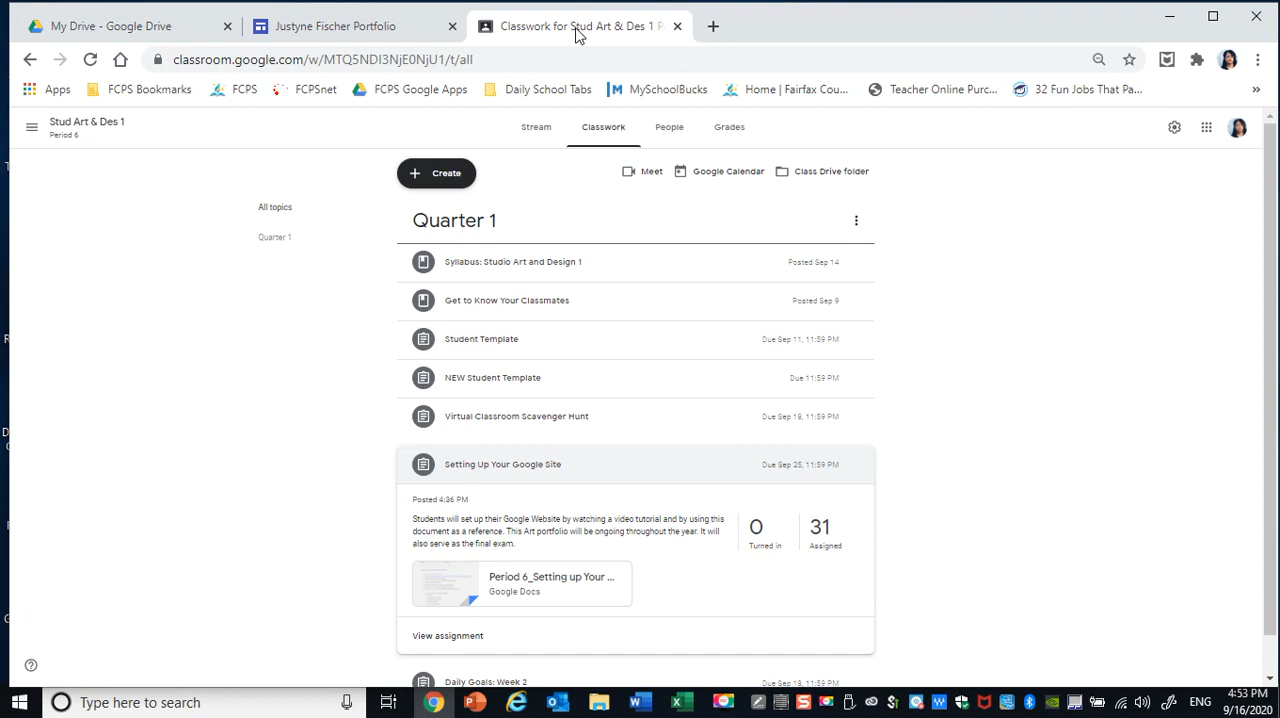 My Drive - Google Drive
Justyne Fischer Portfolio
Classwork for Stud Art & Des 1 P
classroom.google.com/w/MTQ5NDI3NjE0NjU1/t/all
Apps
FCPS Bookmarks
FCPS
FCPSnet
FCPS Google Apps
Daily School Tabs
MySchoolBucks
Home | Fairfax Cou...
Teacher Online Purc...
32 Fun Jobs That Pa...
Stud Art & Des 1
Period 6
Stream
Classwork
People
Grades
Create
Meet
Google Calendar
Class Drive folder
All topics
Quarter 1
Quarter 1
Syllabus: Studio Art and Design 1
Posted Sep 14
Get to Know Your Classmates
Posted Sep 9
Student Template
Due Sep 11, 11:59 PM
NEW Student Template
Due 11:59 PM
Virtual Classroom Scavenger Hunt
Due Sep 18, 11:59 PM
Setting Up Your Google Site
Due Sep 25, 11:59 PM
Posted 4:36 PM
Students will set up their Google Website by watching a video tutorial and by using this
document as a reference. This Art portfolio will be ongoing throughout the year. It will
also serve as the final exam.
0
Turned in
31
Assigned
Period 6_Setting up Your ...
Google Docs
View assignment
Daily Goals: Week 2
Due Sep 18, 11:59 PM
Type here to search
ENG
4:53 PM
9/16/2020